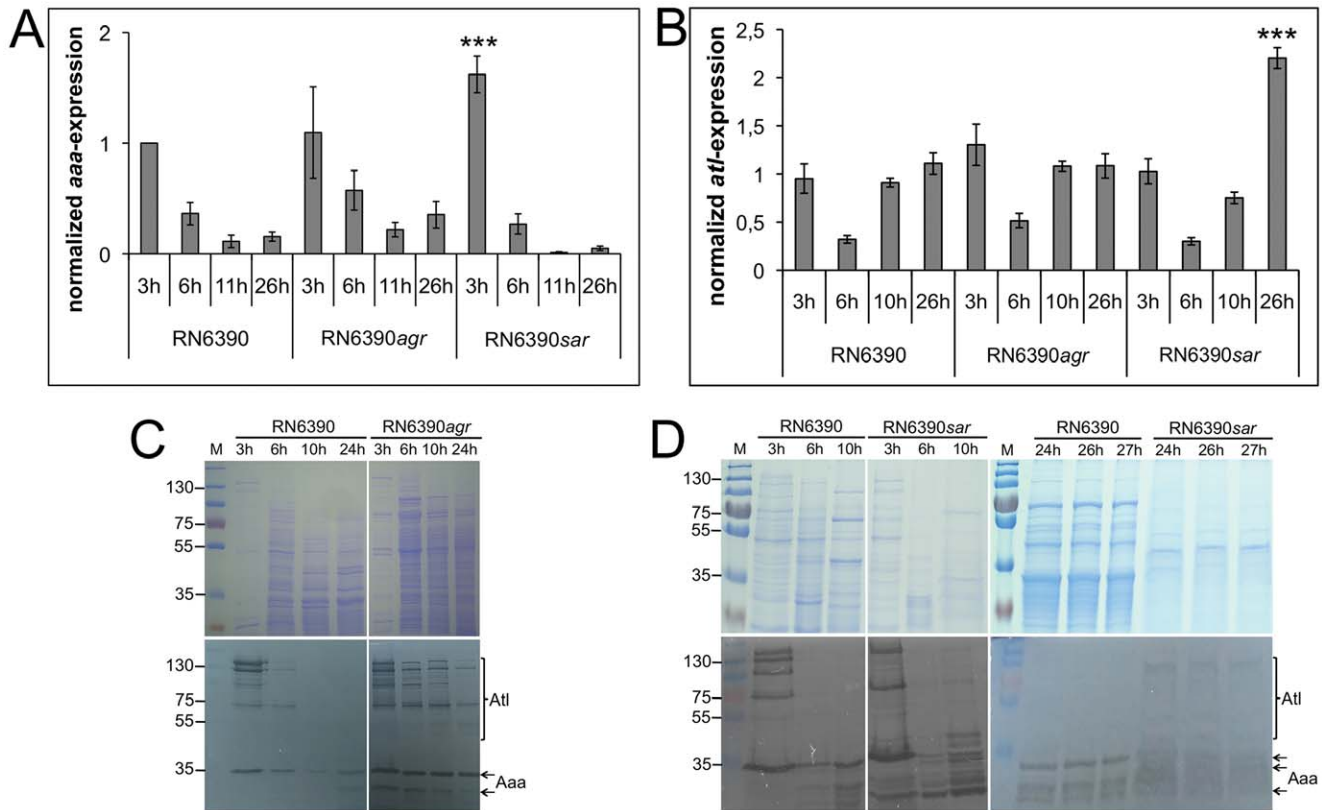 A
normalized aaa-expression
2
1
0
***
3h 6h 11h 26h 3h 6h 11h 26h 3h 6h 11h 26h
RN6390 RN6390agr RN6390sar
B
normalizd atl-expression
2,5
2
1,5
1
0,5
0
***
3h 6h 10h 26h 3h 6h 10h 26h 3h 6h 10h 26h
RN6390 RN6390agr RN6390sar
C
RN6390 RN6390agr
M 3h 6h 10h 24h 3h 6h 10h 24h
130
75
55
35
130
75
55
35
Atl
Aaa
D
RN6390 RN6390sar RN6390 RN6390sar
M 3h 6h 10h 3h 6h 10h M 24h 26h 27h 24h 26h 27h
130
75
55
35
130
75
55
35
Atl
Aaa